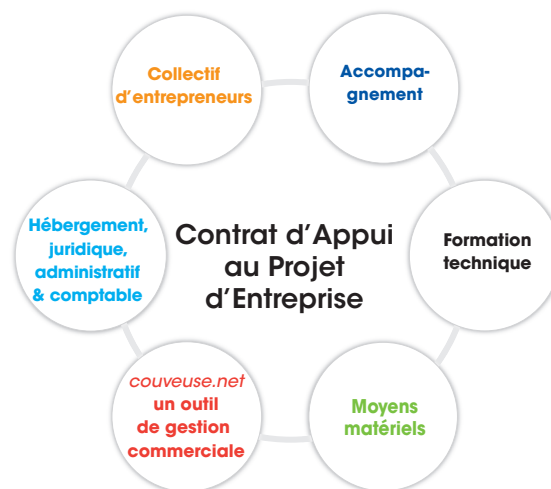 Collectif
d’entrepreneurs
Accompa-
gnement
Hébergement,
juridique,
administratif
& comptable
Contrat d’Appui
au Projet
d’Entreprise
Formation
technique
couveuse.net
un outil
de gestion
commerciale
Moyens
matériels